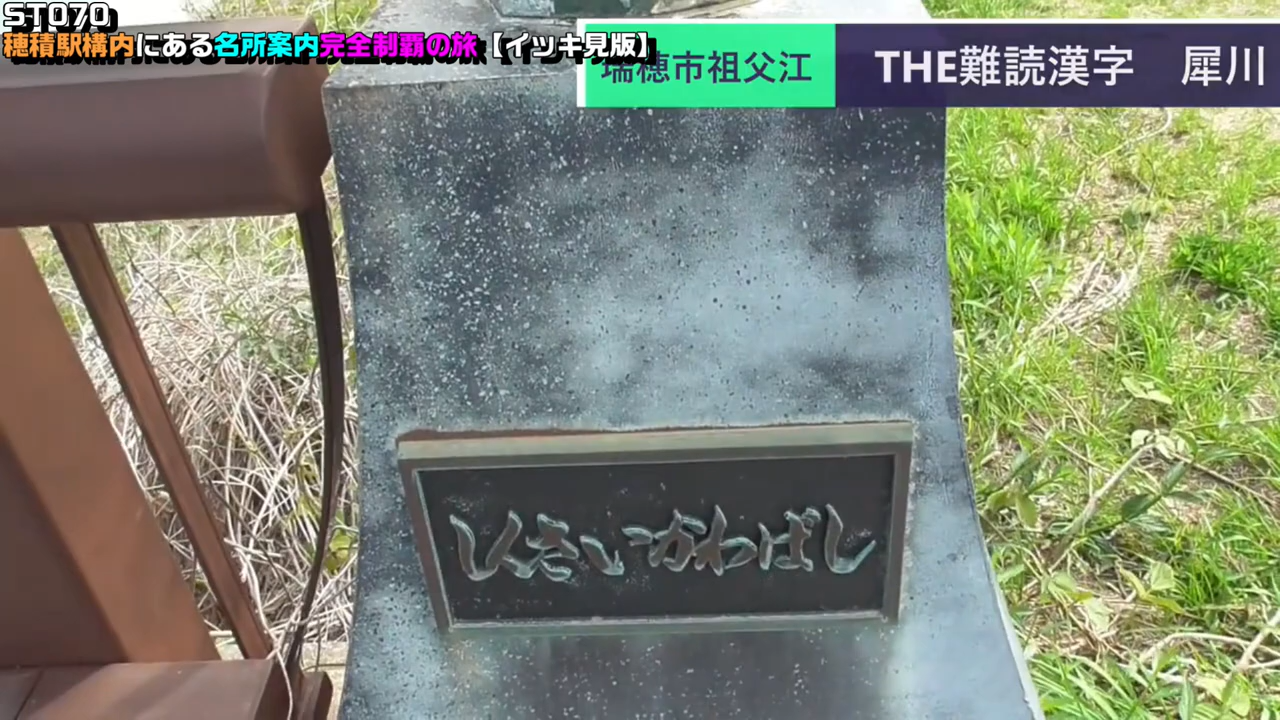 ST070
穂積駅構内にある名所案内完全制覇の旅【イツキ見版】
瑞穂市祖父江
THE難読漢字 犀川
しんさいかわばし